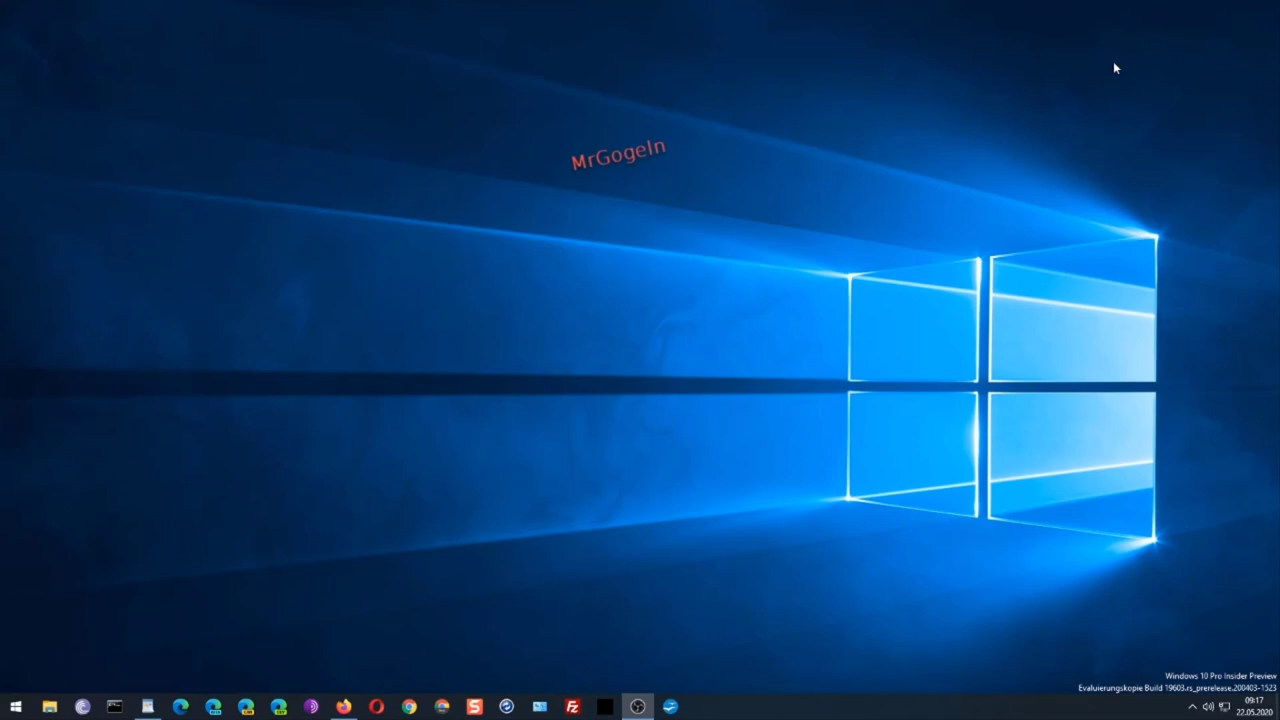 MrGogeln
Windows 10 Pro Insider Preview
Evaluierungskopie Build 19603.rs_prerelease.200403-1523
09:17
22.05.2020